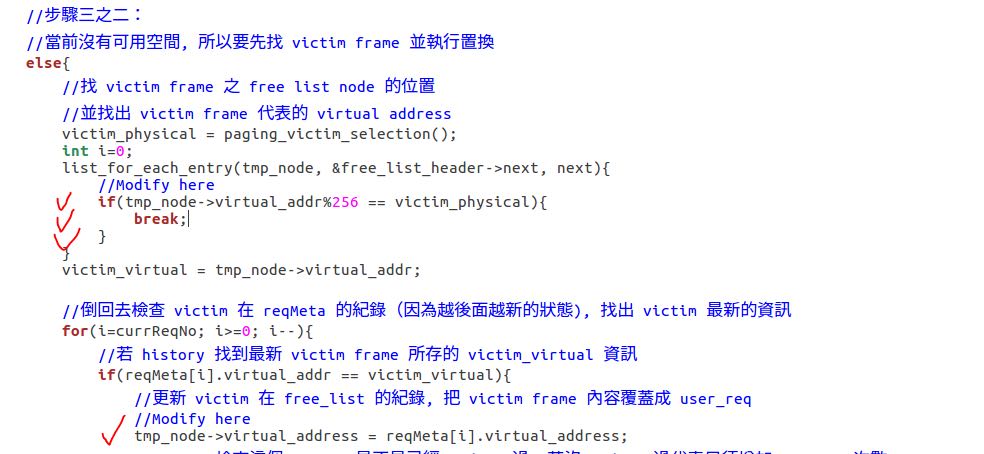 //步驟三之二：
//當前沒有可用空間, 所以要先找 victim frame 並執行置換
else{
//找 victim frame 之 free list node 的位置
//並找出 victim frame 代表的 virtual address
victim_physical = paging_victim_selection();
int i=0;
list_for_each_entry(tmp_node, &free_list_header->next, next){
//Modify here
if(tmp_node->virtual_addr%256 == victim_physical){
break;
}
}
victim_virtual = tmp_node->virtual_addr;
//倒回去檢查 victim 在 reqMeta 的紀錄 (因為越後面越新的狀態), 找出 victim 最新的資訊
for(i=currReqNo; i>=0; i--){
//若 history 找到最新 victim frame 所存的 victim_virtual 資訊
if(reqMeta[i].virtual_addr == victim_virtual){
//更新 victim 在 free_list 的紀錄, 把 victim frame 內容覆蓋成 user_req
//Modify here
tmp_node->virtual_address = reqMeta[i].virtual_address;